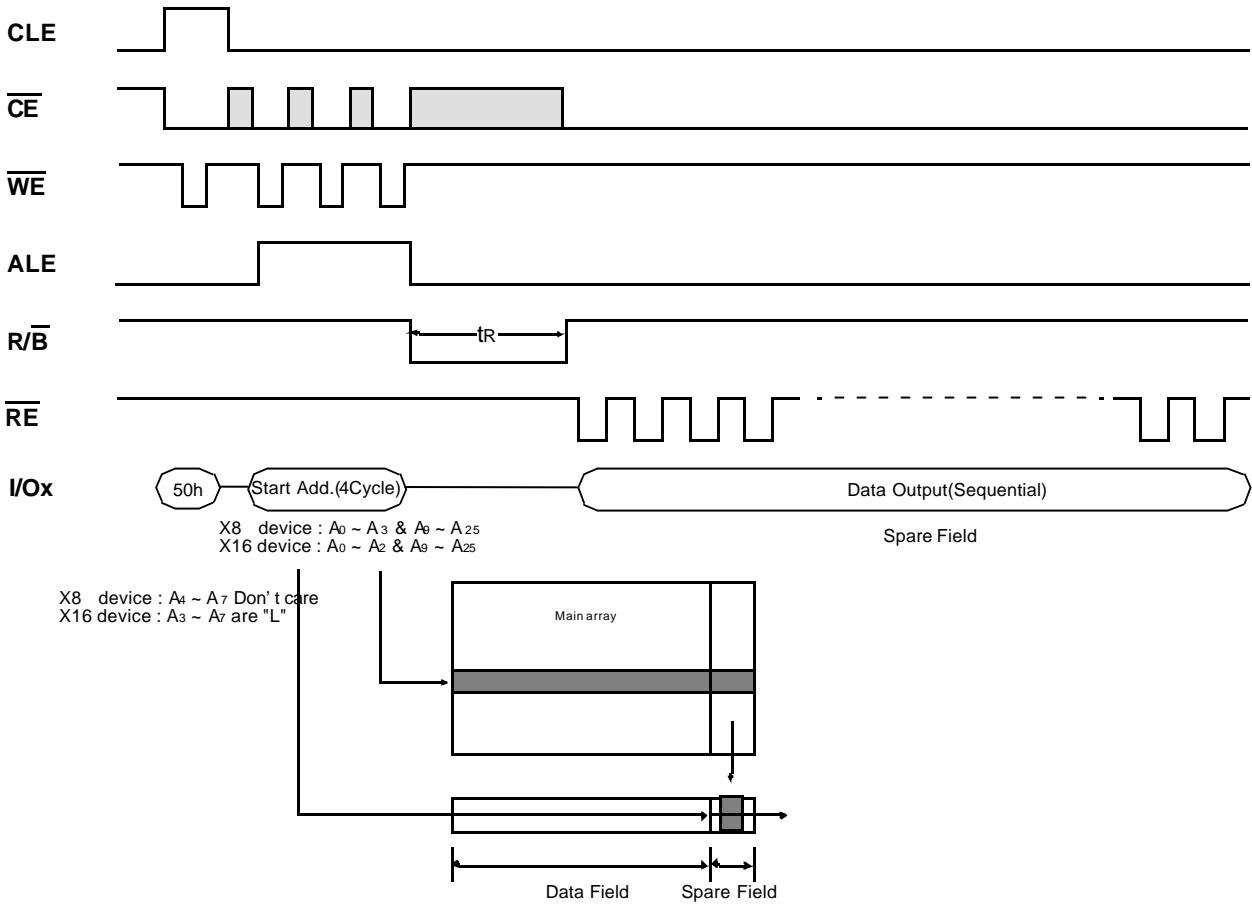 CLE
CE
WE
ALE
R/B
tR
RE
I/Ox
50h
Start Add.(4Cycle)
Data Output(Sequential)
X8 device : A0 ~ A3 & A9 ~ A25
X16 device : A0 ~ A2 & A9 ~ A25
Spare Field
X8 device : A4 ~ A7 Don't care
X16 device : A3 ~ A7 are "L"
Main array
Data Field
Spare Field